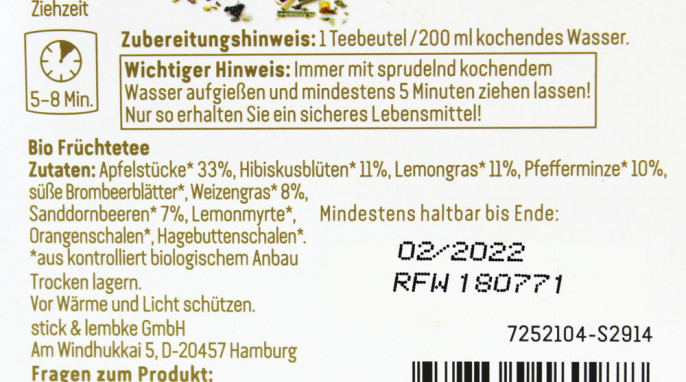 Ziehzeit
5-8 Min.
Zubereitungshinweis: 1 Teebeutel/200 ml kochendes Wasser.
Wichtiger Hinweis: Immer mit sprudelnd kochendem
Wasser aufgießen und mindestens 5 Minuten ziehen lassen!
Nur so erhalten Sie ein sicheres Lebensmittel!
Bio Früchtetee
Zutaten: Apfelstücke* 33%, Hibiskusblüten* 11%, Lemongras* 11%, Pfefferminze* 10%,
süße Brombeerblätter*, Weizengras* 8%,
Sanddornbeeren* 7%, Lemonmyrte*,
Orangenschalen*, Hagebuttenschalen*.
*aus kontrolliert biologischem Anbau
Trocken lagern.
Vor Wärme und Licht schützen.
stick & lembke GmbH
Am Windhukkai 5, D-20457 Hamburg
Fragen zum Produkt:
Mindestens haltbar bis Ende:
02/2022
RFW 180771
7252104-S2914